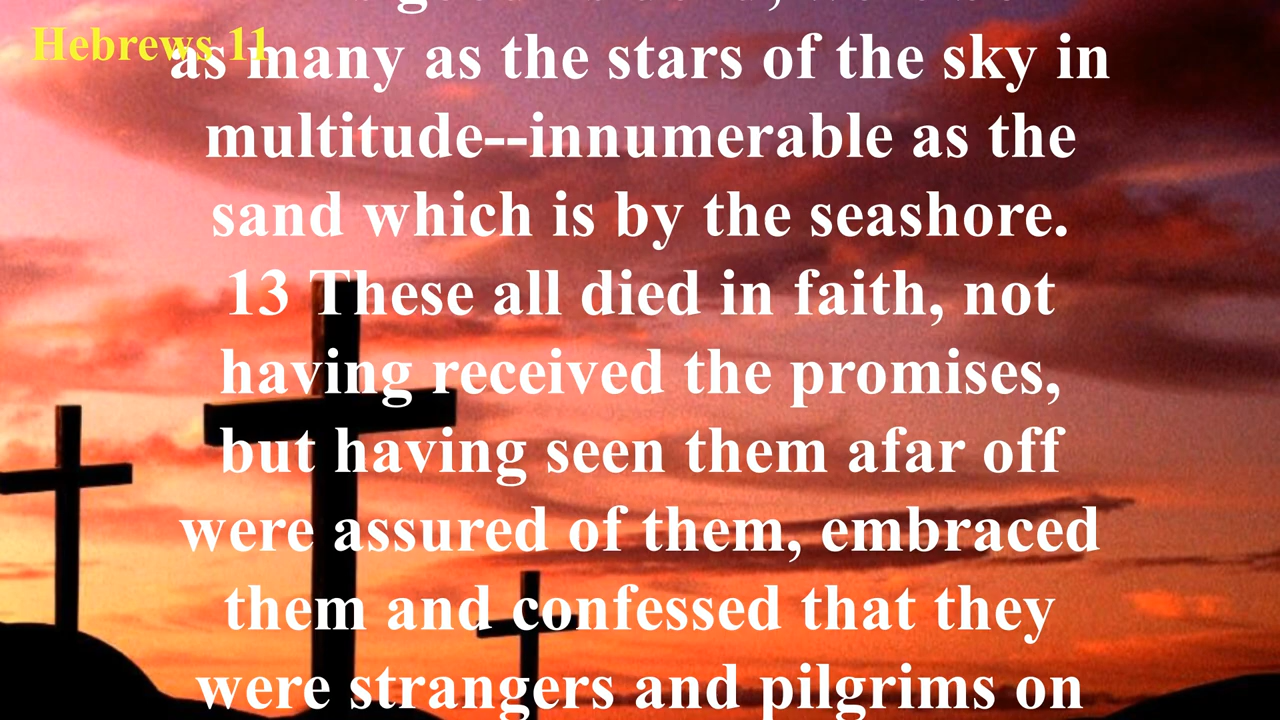 Hebrews 11
as many as the stars of the sky in
multitude--innumerable as the
sand which is by the seashore.
13 These all died in faith, not
having received the promises,
but having seen them afar off
were assured of them, embraced
them and confessed that they
were strangers and pilgrims on